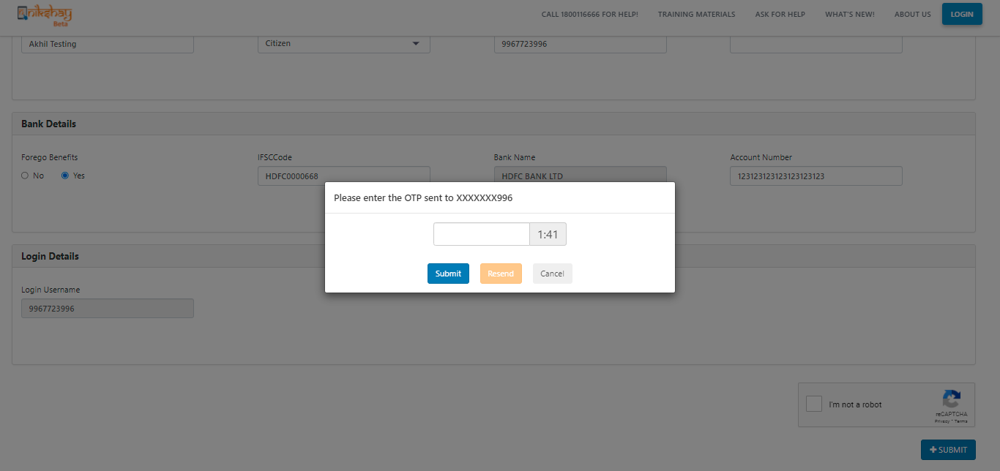 nikshay
Beta
CALL 1800116666 FOR HELP! TRAINING MATERIALS ASK FOR HELP WHAT'S NEW! ABOUT US LOGIN
Akhil Testing Citizen 9967723996
Bank Details
Forego Benefits IFSCCode Bank Name Account Number
No Yes HDFC0000668 HDFC BANK LTD 123123123123123123123
Please enter the OTP sent to XXXXXXX996
1:41
Submit Resend Cancel
Login Details
Login Username
9967723996
I'm not a robot
reCAPTCHA
Privacy - Terms
SUBMIT